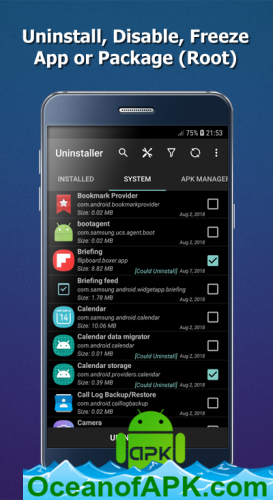 Uninstall, Disable, Freeze
App or Package (Root)
75% 21:53
Uninstaller
INSTALLED SYSTEM APK MANAGER
Bookmark Provider
com.android.bookmarkprovider
Size: 0.02 MB Aug 2, 2018
bootagent
com.samsung.ucs.agent.boot
Size: 0.02 MB Aug 2, 2018
Briefing
flipboard.boxer.app
Size: 8.82 MB [Could Uninstall] Aug 7, 2018
Briefing feed
com.samsung.android.widgetapp.briefing
Size: 1.78 MB Aug 2, 2018
Calendar
com.samsung.android.calendar
Size: 10.06 MB Aug 2, 2018
14
Calendar data migrator
com.android.calendar
Size: 0.01 MB [Could Uninstall] Aug 2, 2018
Calendar storage
com.android.providers.calendar
Size: 0.39 MB [Could Uninstall] Aug 2, 2018
Call Log Backup/Restore
com.android.calllogbackup
Size: 0.02 MB Aug 2, 2018
Camera
apk
OceanofAPK.com